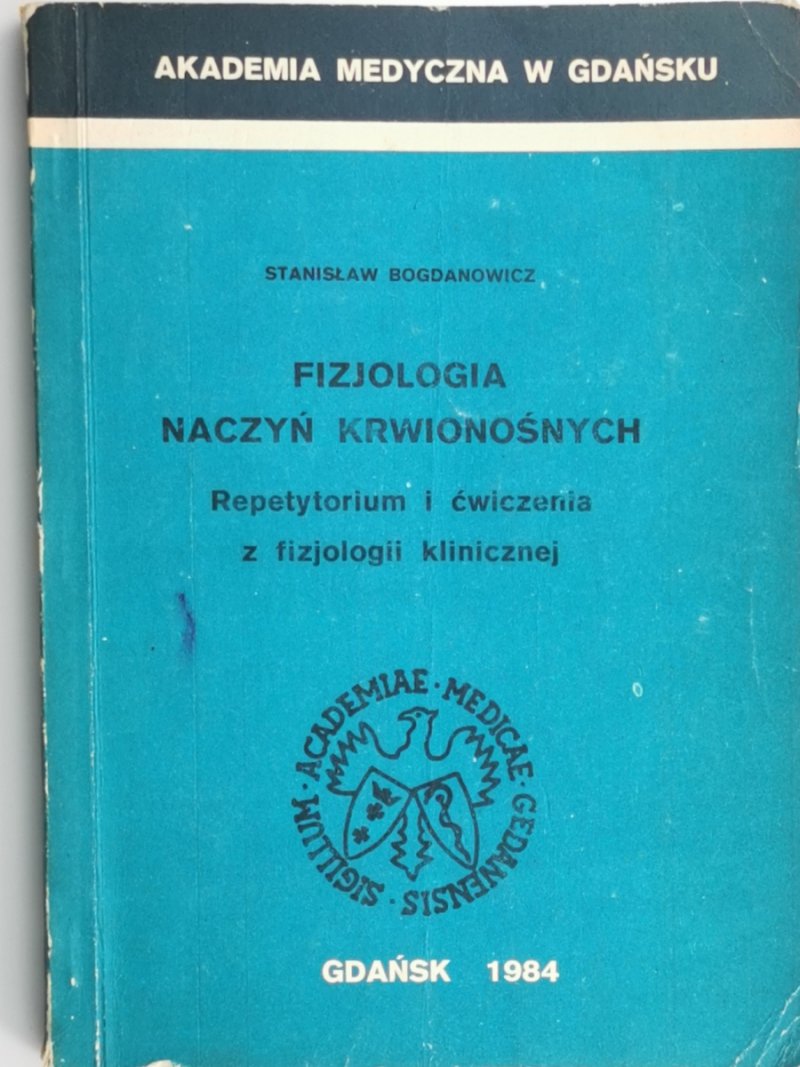 AKADEMIA MEDYCZNA W GDAŃSKU
STANISŁAW BOGDANOWICZ
FIZJOLOGIA
NACZYŃ KRWIONOŚNYCH
Repetytorium i ćwiczenia
z fizjologii klinicznej
SIGILLUM · ACADEMIAE · MEDICAE · GEDANENSIS ·
GDAŃSK 1984